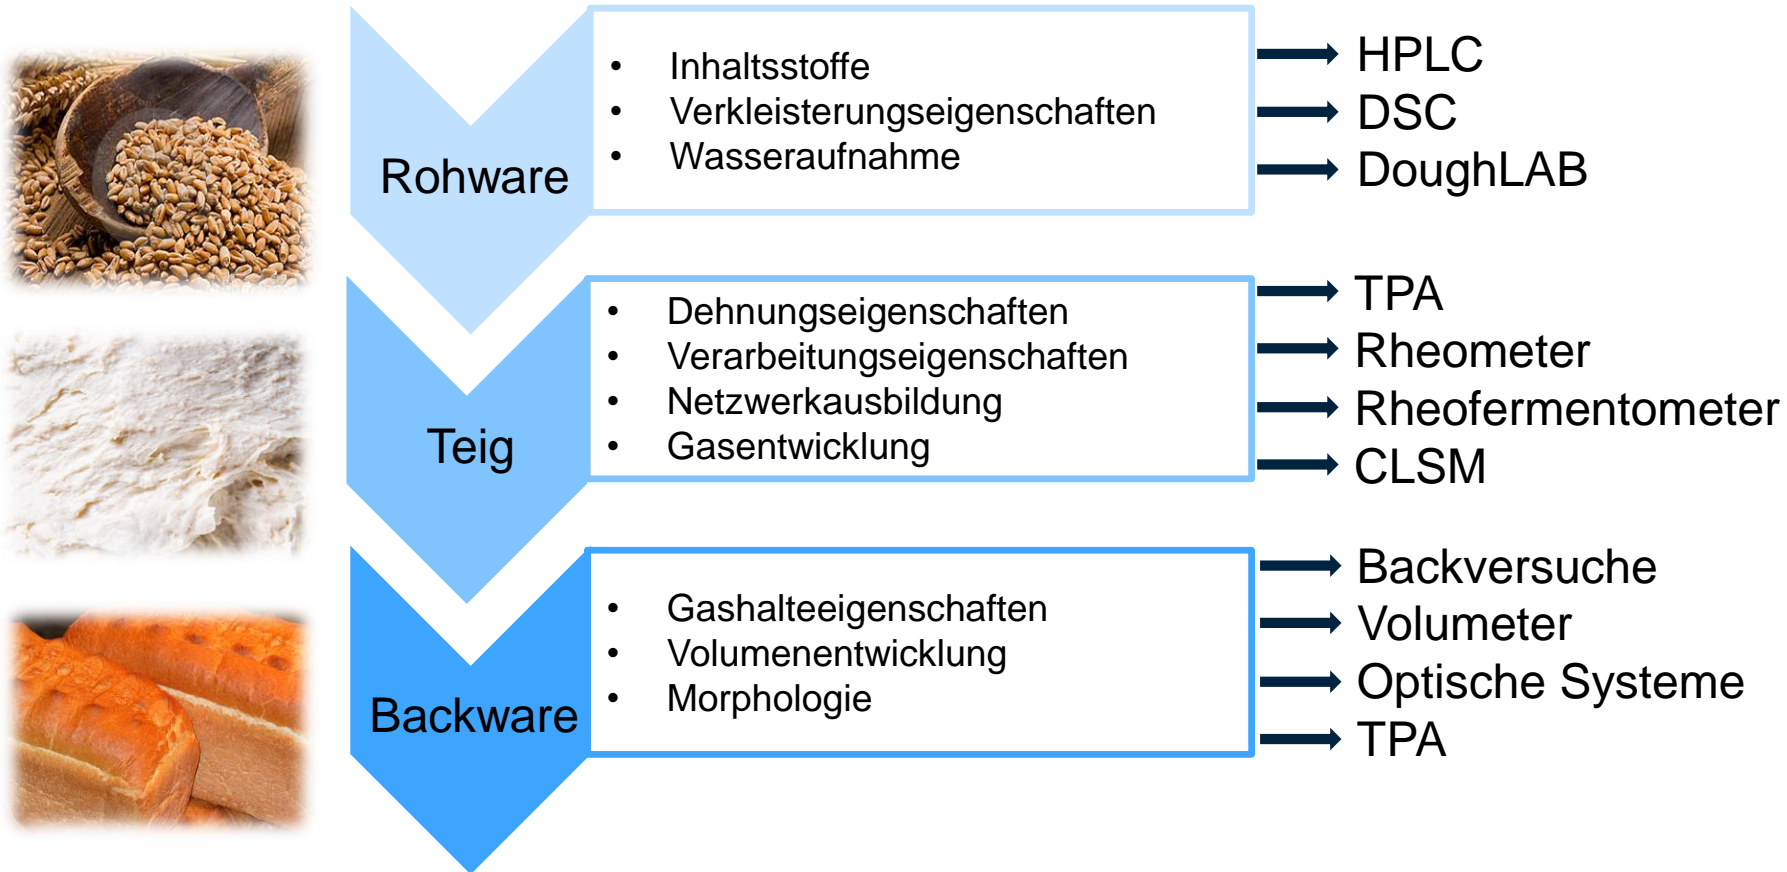 Rohware
• Inhaltsstoffe
• Verkleisterungseigenschaften
• Wasseraufnahme
HPLC
DSC
DoughLAB
Teig
• Dehnungseigenschaften
• Verarbeitungseigenschaften
• Netzwerkausbildung
• Gasentwicklung
TPA
Rheometer
Rheofermentometer
CLSM
Backware
• Gashalteeigenschaften
• Volumenentwicklung
• Morphologie
Backversuche
Volumeter
Optische Systeme
TPA